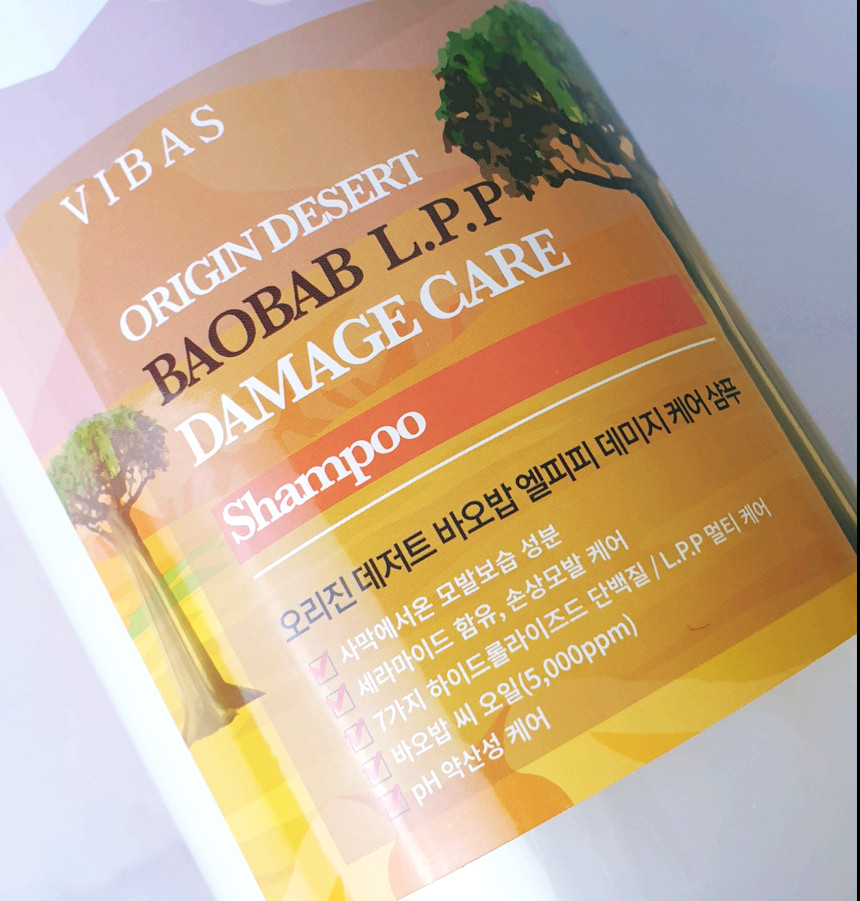 VIBAS
ORIGIN DESERT
BAOBAB L.P.P
DAMAGE CARE
Shampoo
오리진 데저트 바오밥 엘피피 데미지 케어 샴푸
사막에서온 모발보습 성분
세라마이드 함유, 손상모발 케어
7가지 하이드롤라이즈드 단백질 / L.P.P 멀티 케어
바오밥 씨 오일(5,000ppm)
pH 약산성 케어